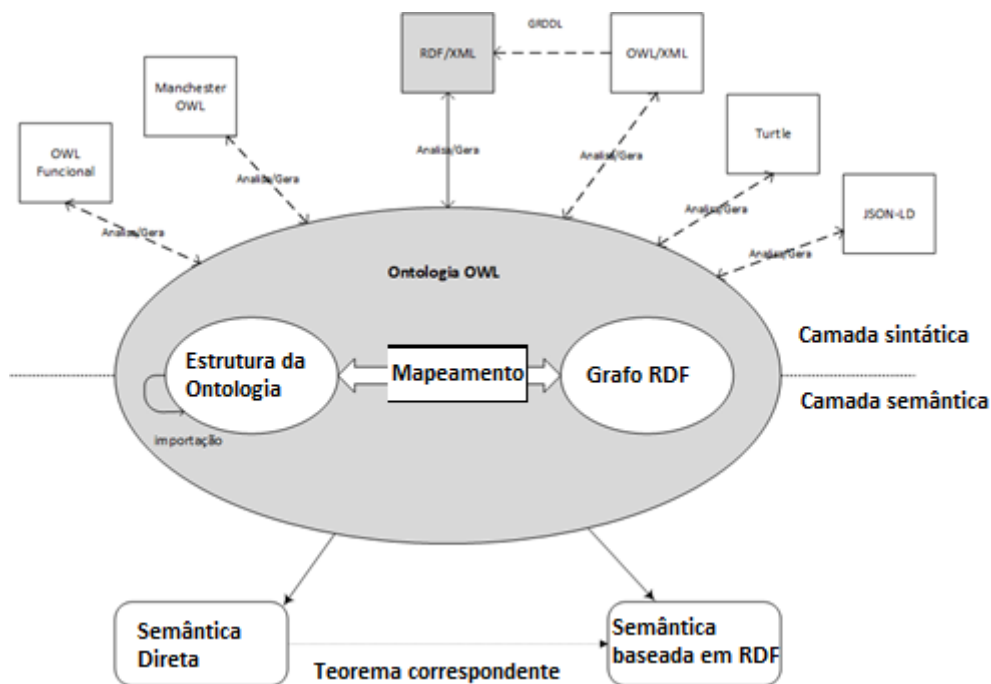 GRDDL
RDF/XML
OWL/XML
Manchester
OWL
Turtle
OWL
Funcional
JSON-LD
Analisa/Gera
Analisa/Gera
Analisa/Gera
Analisa/Gera
Analisa/Gera
Analisa/Gera
Ontologia OWL
Camada sintática
Estrutura da
Ontologia
Mapeamento
Grafo RDF
Camada semântica
importação
Semântica
Direta
Semântica
baseada em RDF
Teorema correspondente